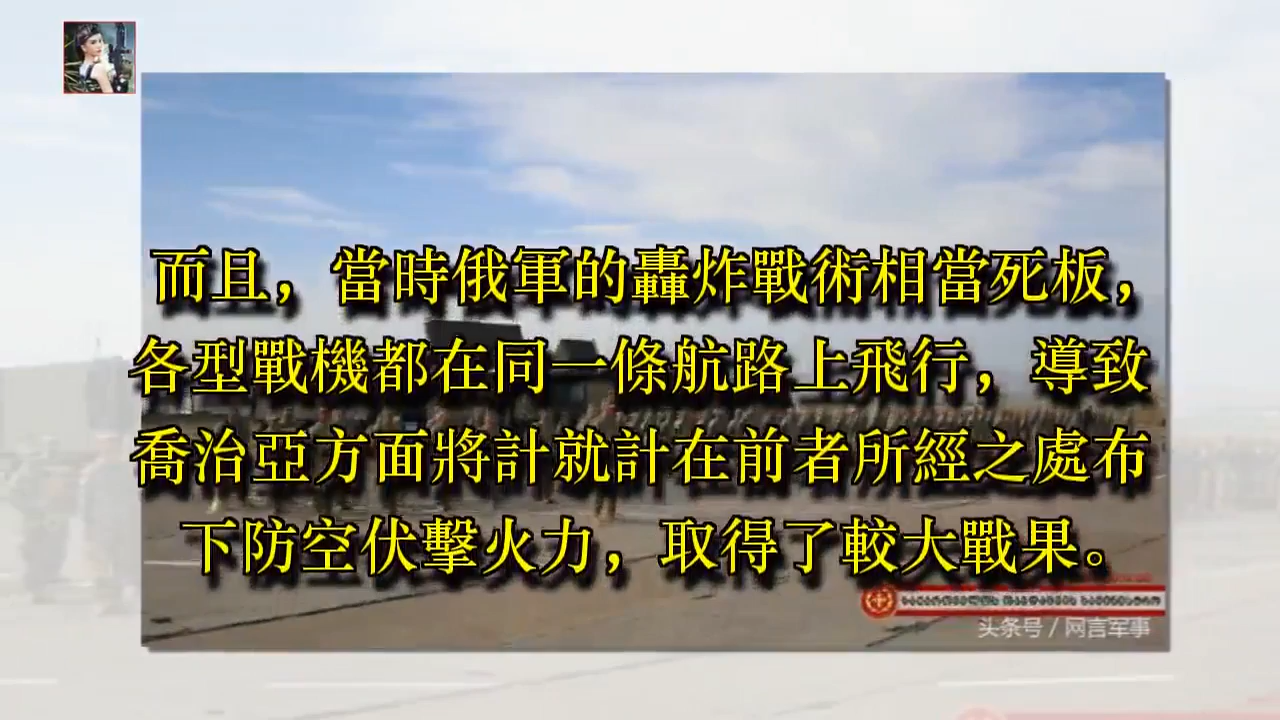 而且，當時俄軍的轟炸戰術相當死板，
各型戰機都在同一條航路上飛行，導致
喬治亞方面將計就計在前者所經之處布
下防空伏擊火力，取得了較大戰果。
头条号 / 网言军事